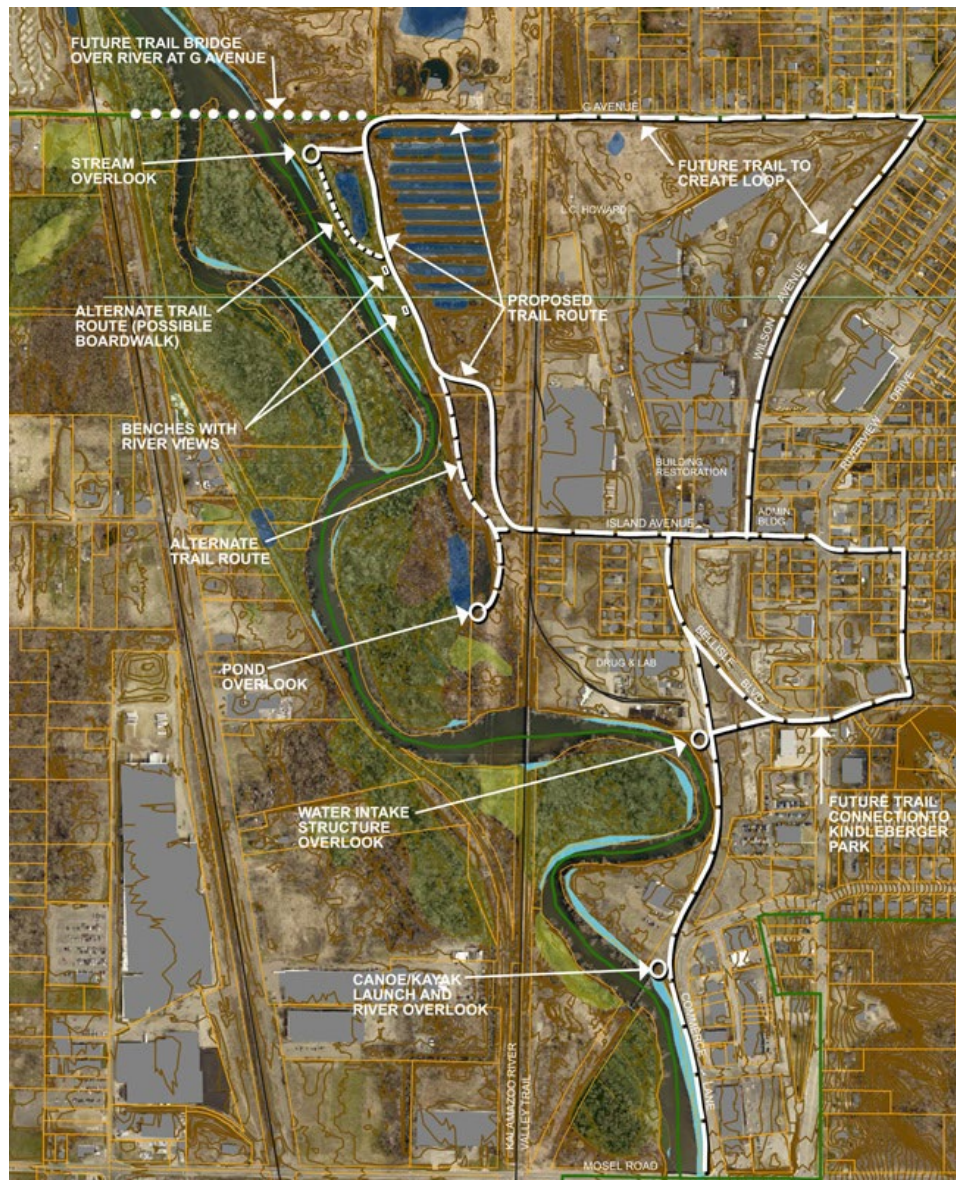 FUTURE TRAIL BRIDGE
OVER RIVER AT G AVENUE
G AVENUE
STREAM
OVERLOOK
FUTURE TRAIL TO
CREATE LOOP
L.C. HOWARD
ALTERNATE TRAIL
ROUTE (POSSIBLE
BOARDWALK)
PROPOSED
TRAIL ROUTE
WILSON AVENUE
RIVERVIEW DRIVE
BENCHES WITH
RIVER VIEWS
BUILDING
RESTORATION
ADMIN
BLDG
ISLAND AVENUE
ALTERNATE
TRAIL ROUTE
BELLISLE BLVD
DRUG & LAB
POND
OVERLOOK
WATER INTAKE
STRUCTURE
OVERLOOK
FUTURE TRAIL
CONNECTIONTO
KINDLEBERGER
PARK
CANOE/KAYAK
LAUNCH AND
RIVER OVERLOOK
COMMERCE LANE
KALAMAZOO RIVER
VALLEY TRAIL
MOSEL ROAD